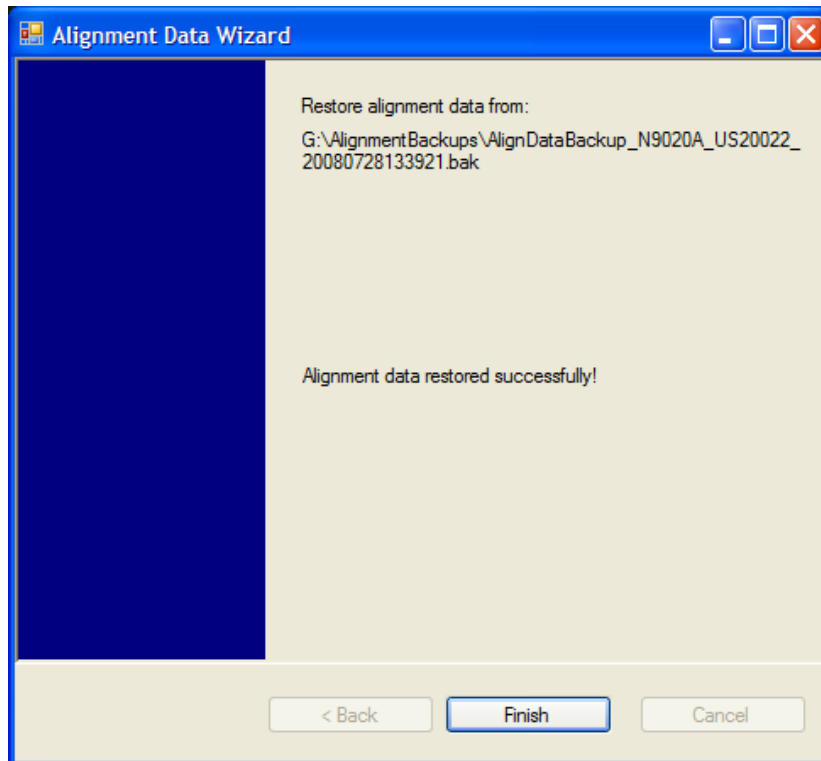 Alignment Data Wizard
Restore alignment data from:
G:\AlignmentBackups\AlignDataBackup_N9020A_US20022_
20080728133921.bak
Alignment data restored successfully!
< Back
Finish
Cancel